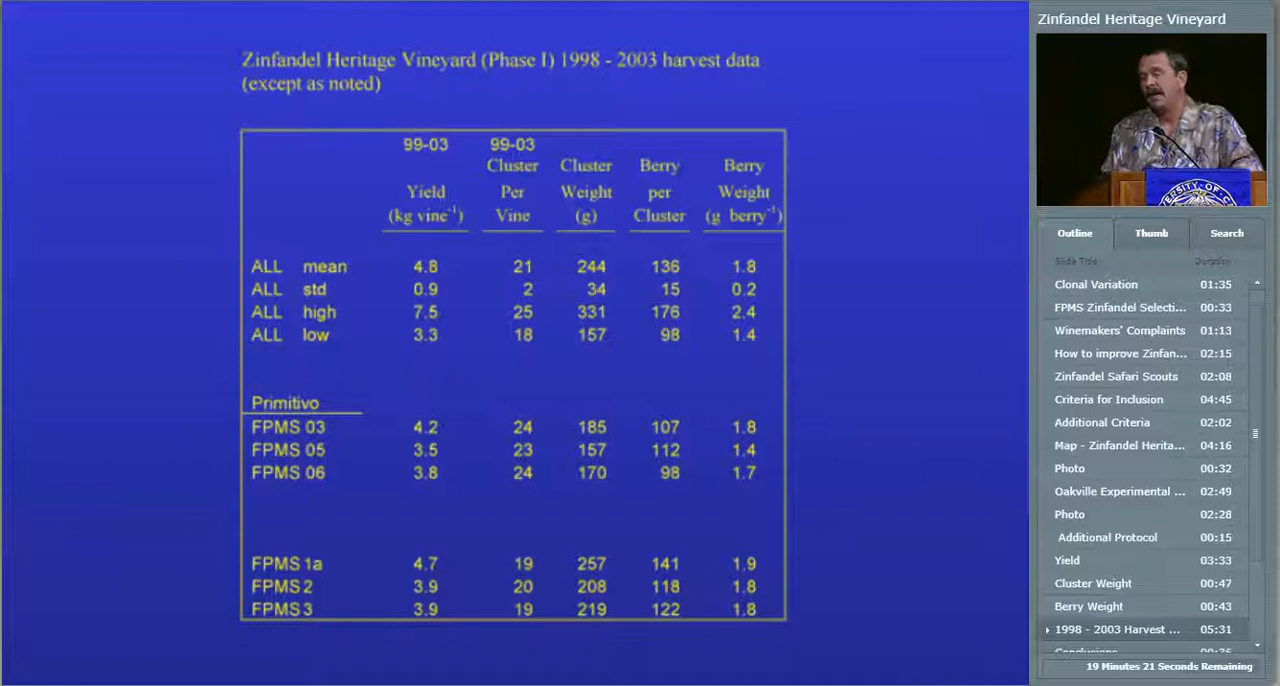 Zinfandel Heritage Vineyard (Phase I) 1998 - 2003 harvest data
(except as noted)
99-03 99-03
Cluster Cluster Berry Berry
Yield Per Weight per Weight
(kg vine⁻¹) Vine (g) Cluster (g berry⁻¹)
ALL mean 4.8 21 244 136 1.8
ALL std 0.9 2 34 15 0.2
ALL high 7.5 25 331 176 2.4
ALL low 3.3 18 157 98 1.4
Primitivo
FPMS 03 4.2 24 185 107 1.8
FPMS 05 3.5 23 157 112 1.4
FPMS 06 3.8 24 170 98 1.7
FPMS 1a 4.7 19 257 141 1.9
FPMS 2 3.9 20 208 118 1.8
FPMS 3 3.9 19 219 122 1.8
Zinfandel Heritage Vineyard
Outline Thumb Search
Slide Title Duration
Clonal Variation 01:35
FPMS Zinfandel Selecti... 00:33
Winemakers' Complaints 01:13
How to improve Zinfan... 02:15
Zinfandel Safari Scouts 02:08
Criteria for Inclusion 04:45
Additional Criteria 02:02
Map - Zinfandel Herita... 04:16
Photo 00:32
Oakville Experimental ... 02:49
Photo 02:28
Additional Protocol 00:15
Yield 03:33
Cluster Weight 00:47
Berry Weight 00:43
1998 - 2003 Harvest ... 05:31
Conclusions 00:36
19 Minutes 21 Seconds Remaining